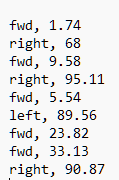 fwd, 1.74
right, 68
fwd, 9.58
right, 95.11
fwd, 5.54
left, 89.56
fwd, 23.82
fwd, 33.13
right, 90.87